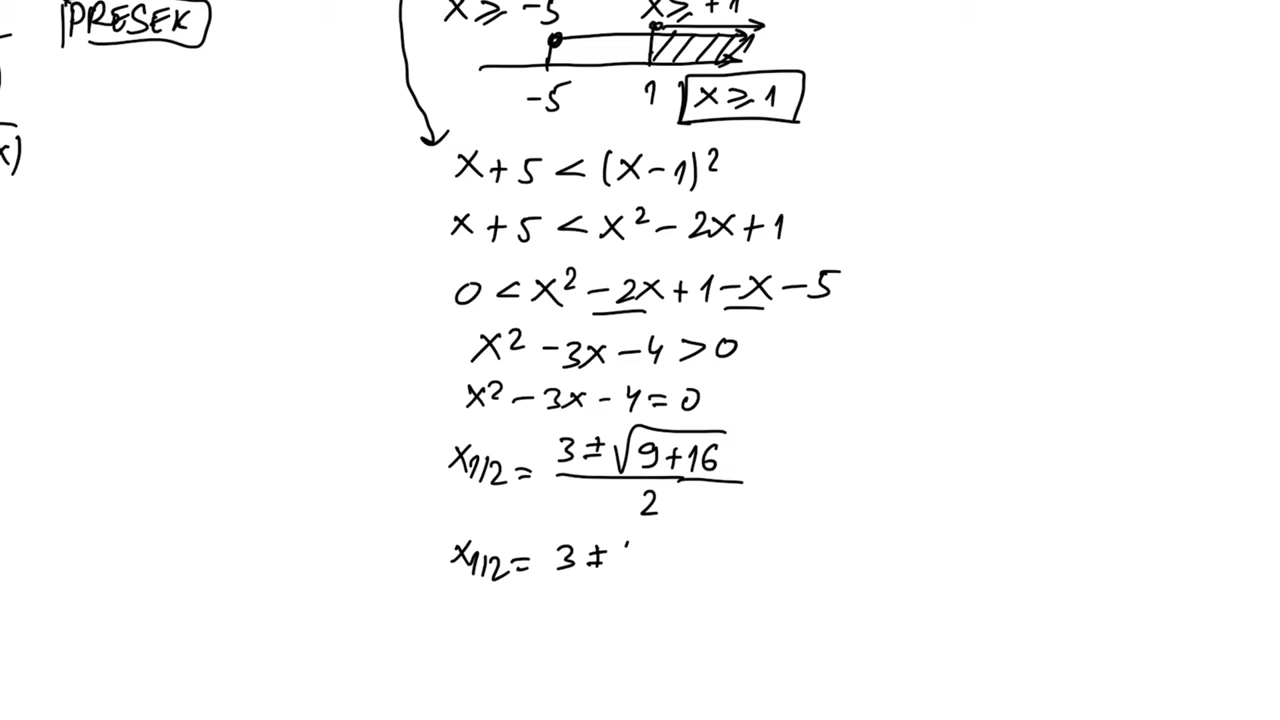 PRESEK
x ≥ -5 x ≥ +1
-5 1 x ≥ 1
x)
x + 5 < (x - 1)²
x + 5 < x² - 2x + 1
0 < x² - 2x + 1 - x - 5
x² - 3x - 4 > 0
x² - 3x - 4 = 0
x1/2 = (3 ± √(9 + 16)) / 2
x1/2 = 3 ±